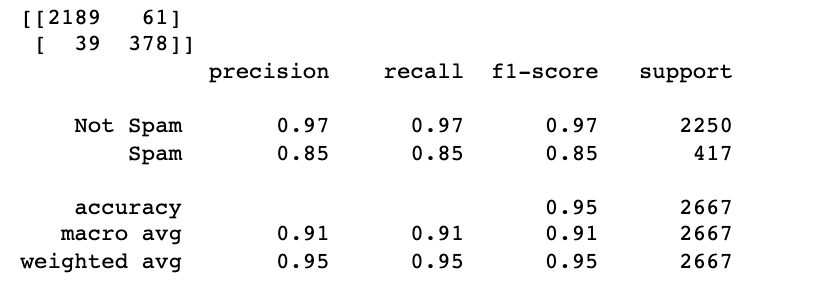 [[2189 61]
[ 39 378]]
precision recall f1-score support
Not Spam 0.97 0.97 0.97 2250
Spam 0.85 0.85 0.85 417
accuracy 0.95 2667
macro avg 0.91 0.91 0.91 2667
weighted avg 0.95 0.95 0.95 2667